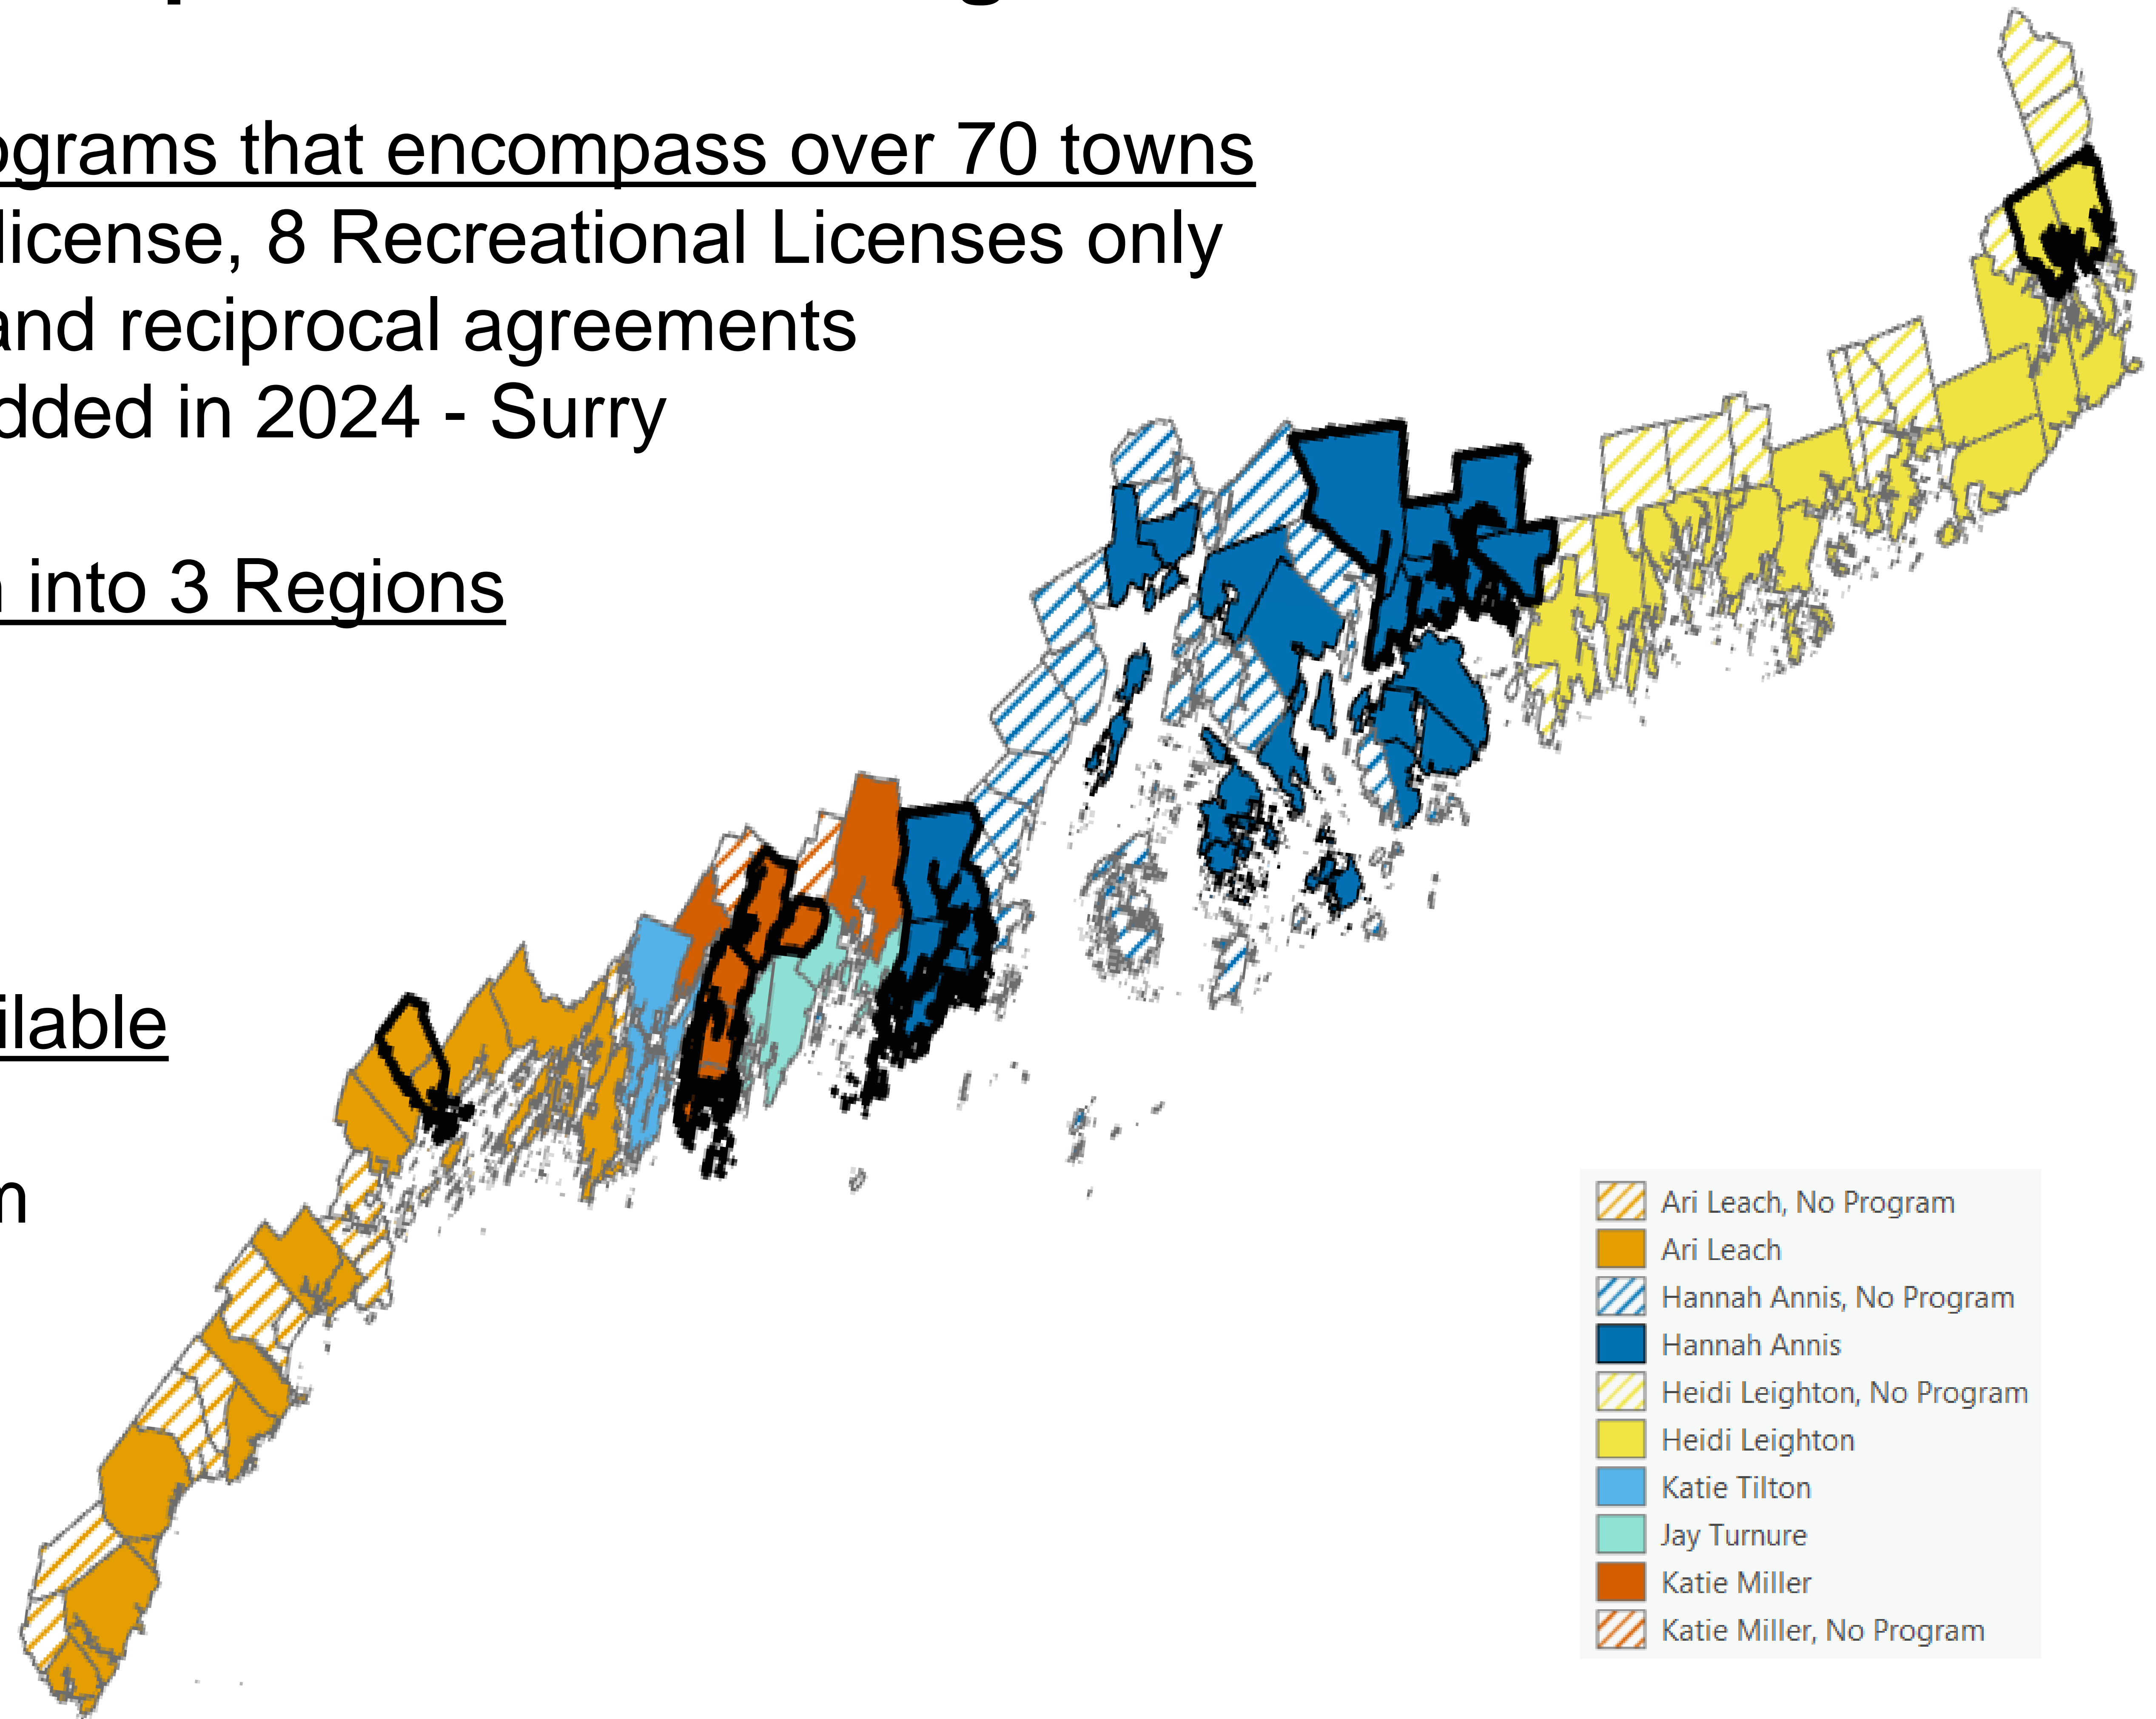 ograms that encompass over 70 towns
license, 8 Recreational Licenses only
and reciprocal agreements
dded in 2024 - Surry
into 3 Regions
ilable
m
Ari Leach, No Program
Ari Leach
Hannah Annis, No Program
Hannah Annis
Heidi Leighton, No Program
Heidi Leighton
Katie Tilton
Jay Turnure
Katie Miller
Katie Miller, No Program